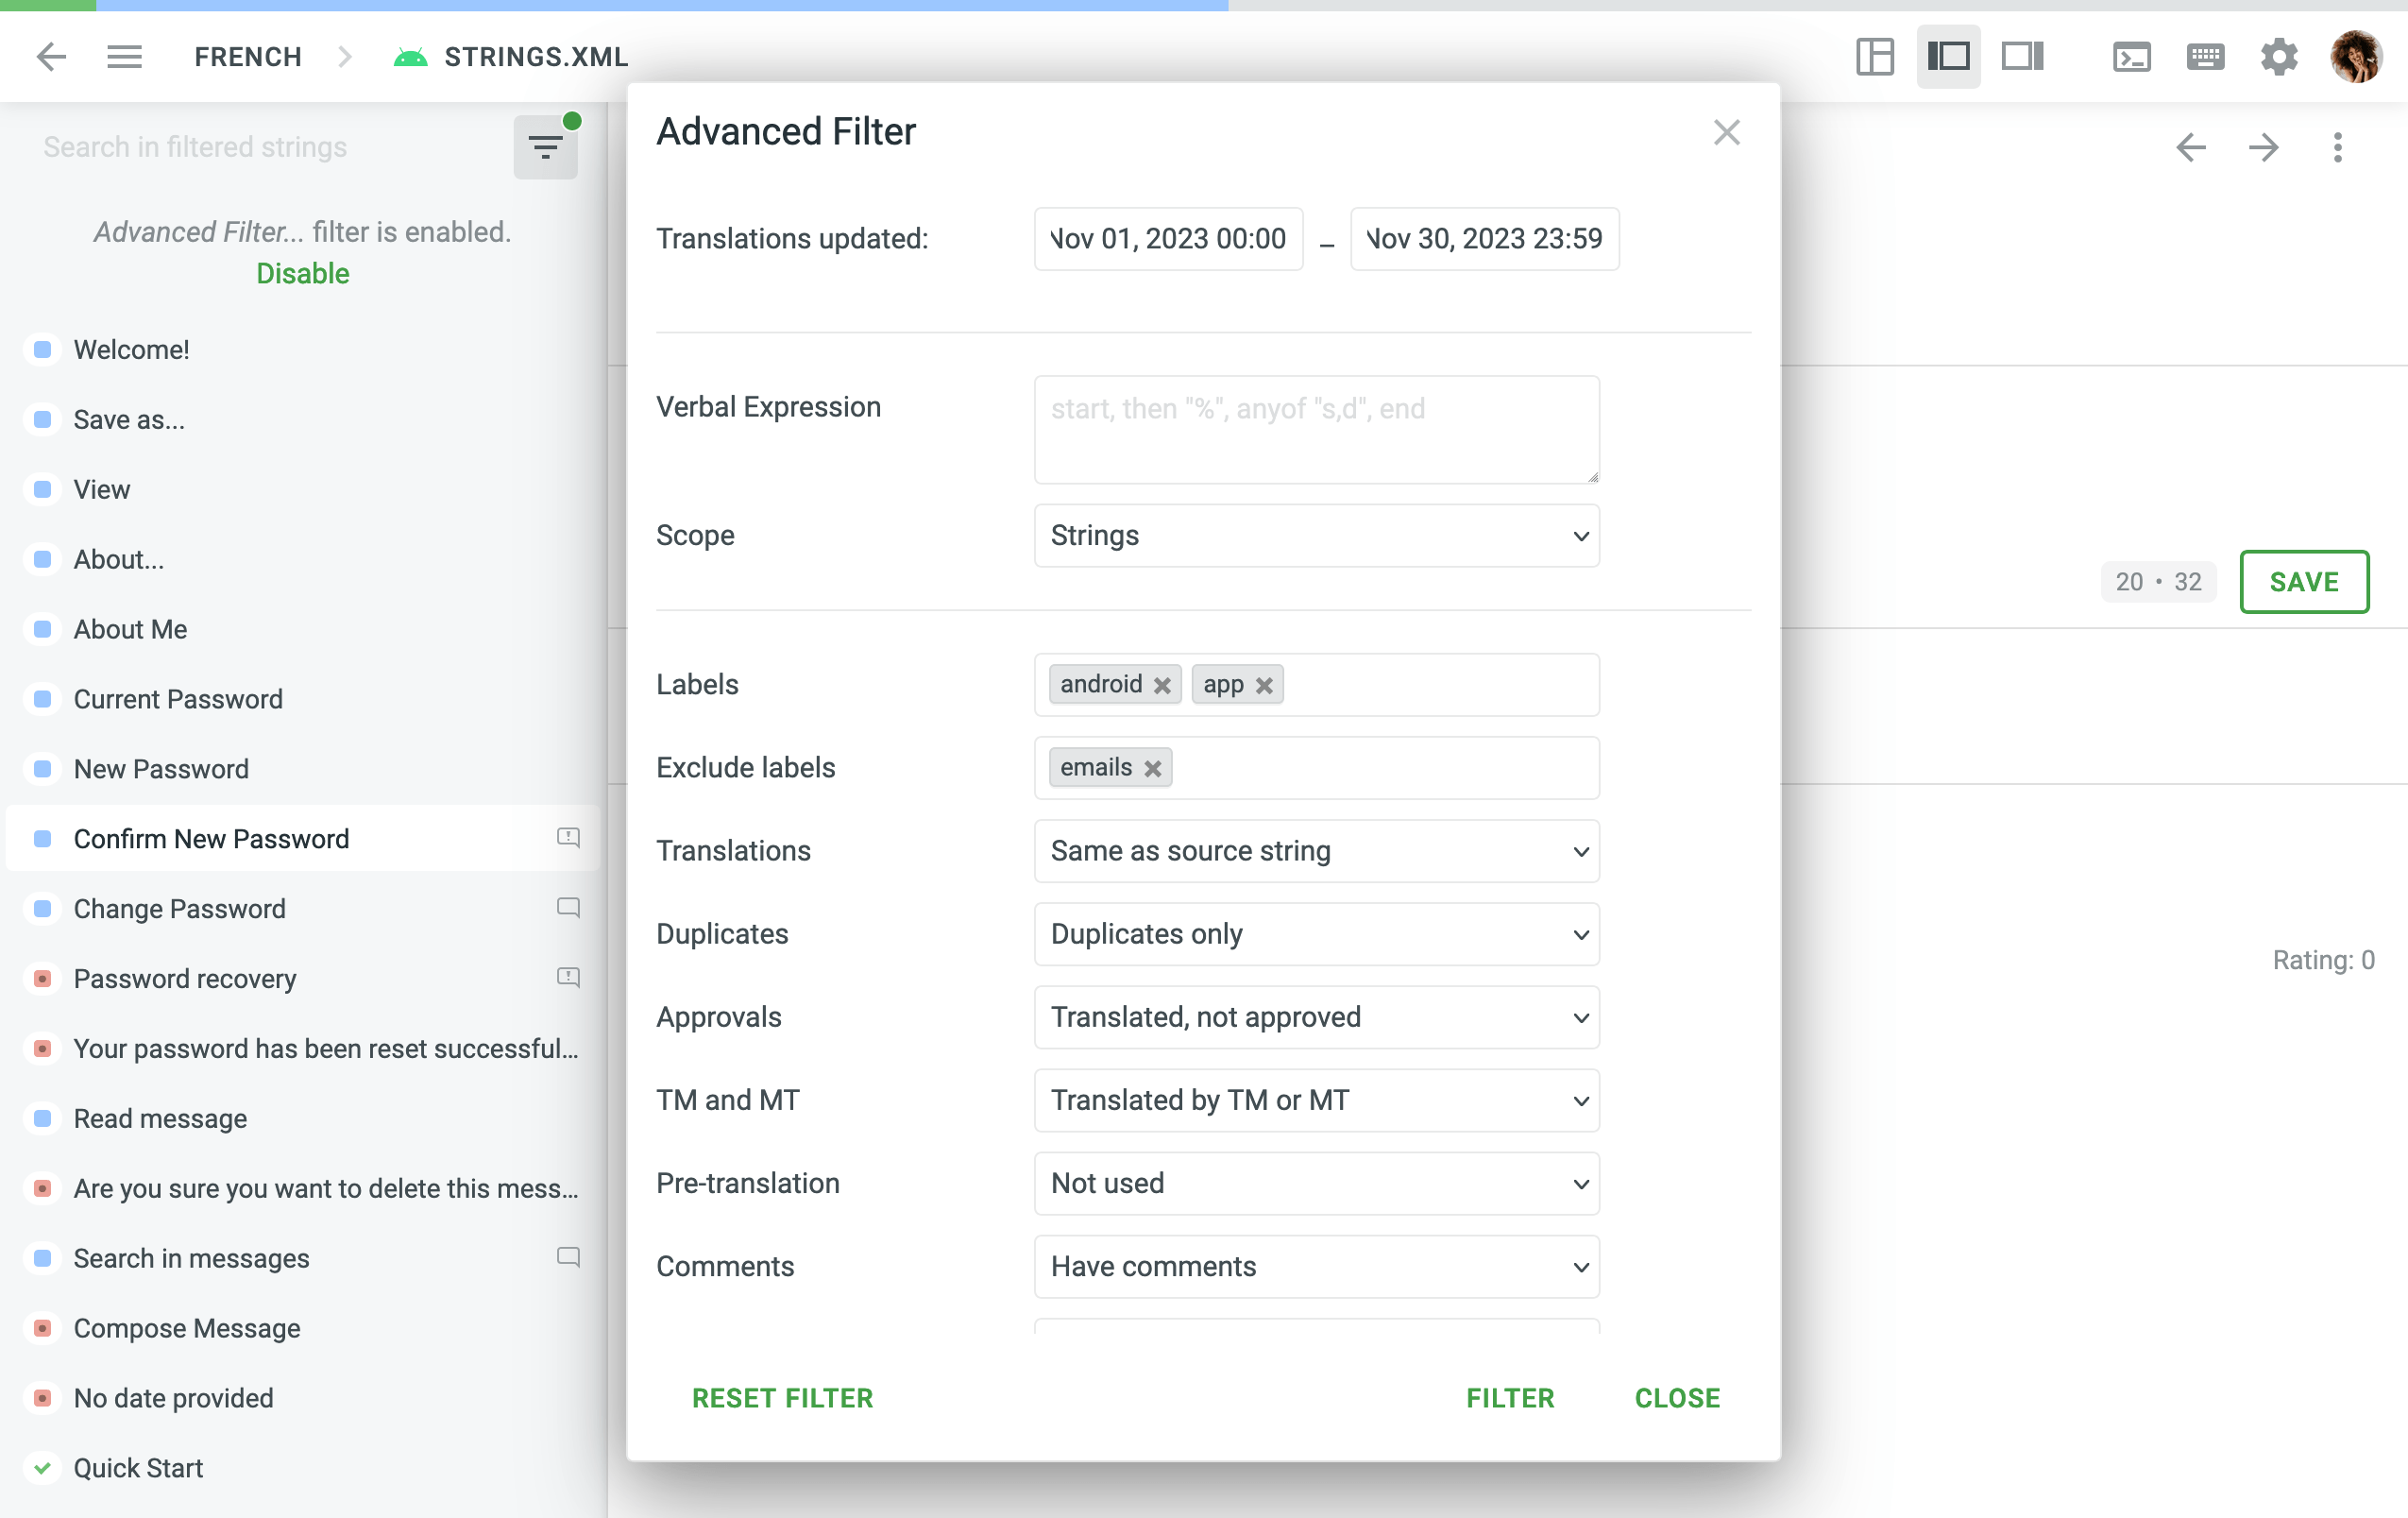 FRENCH
STRINGS.XML
Search in filtered strings
Advanced Filter... filter is enabled.
Disable
Welcome!
Save as...
View
About...
About Me
Current Password
New Password
Confirm New Password
Change Password
Password recovery
Your password has been reset successful...
Read message
Are you sure you want to delete this mess...
Search in messages
Compose Message
No date provided
Quick Start
Advanced Filter
Translations updated:
Nov 01, 2023 00:00 – Nov 30, 2023 23:59
Verbal Expression
start, then "%", anyof "s,d", end
Scope
Strings
Labels
android
app
Exclude labels
emails
Translations
Same as source string
Duplicates
Duplicates only
Approvals
Translated, not approved
TM and MT
Translated by TM or MT
Pre-translation
Not used
Comments
Have comments
RESET FILTER
FILTER
CLOSE
20 • 32
SAVE
Rating: 0